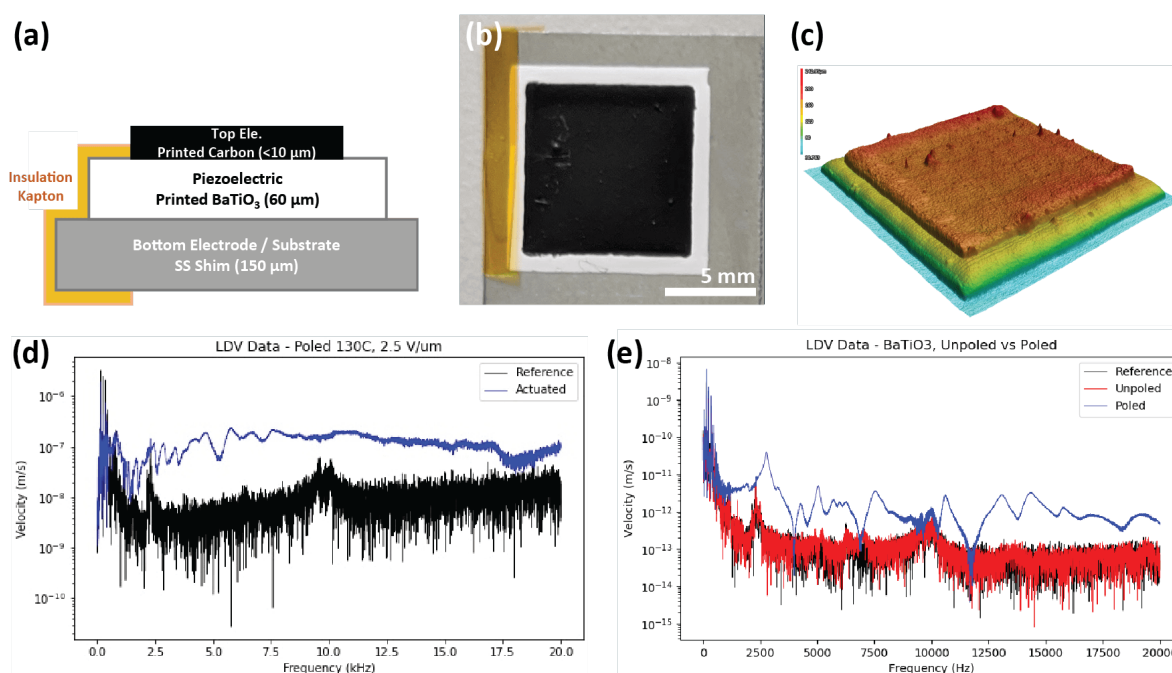 (a)
Top Ele.
Printed Carbon (<10 μm)
Insulation
Kapton
Piezoelectric
Printed BaTiO3 (60 μm)
Bottom Electrode / Substrate
SS Shim (150 μm)
(b)
5 mm
(c)
(d)
LDV Data - Poled 130C, 2.5 V/um
Reference
Actuated
Velocity (m/s)
10⁻⁶
10⁻⁷
10⁻⁸
10⁻⁹
10⁻¹⁰
0.0 2.5 5.0 7.5 10.0 12.5 15.0 17.5 20.0
Frequency (kHz)
(e)
LDV Data - BaTiO3, Unpoled vs Poled
Reference
Unpoled
Poled
Velocity (m/s)
10⁻⁸
10⁻⁹
10⁻¹⁰
10⁻¹¹
10⁻¹²
10⁻¹³
10⁻¹⁴
10⁻¹⁵
0 2500 5000 7500 10000 12500 15000 17500 20000
Frequency (Hz)